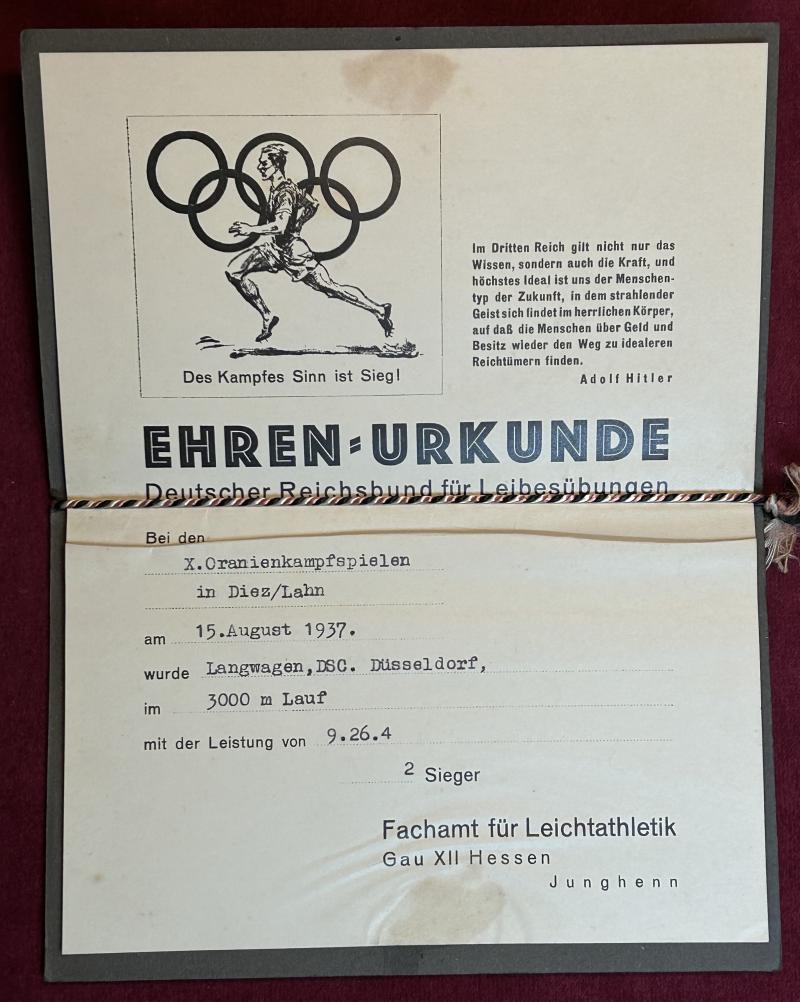 Des Kampfes Sinn ist Sieg!
Im Dritten Reich gilt nicht nur das
Wissen, sondern auch die Kraft, und
höchstes Ideal ist uns der Menschen-
typ der Zukunft, in dem strahlender
Geist sich findet im herrlichen Körper,
auf daß die Menschen über Geld und
Besitz wieder den Weg zu idealeren
Reichtümern finden.
Adolf Hitler
EHREN-URKUNDE
Deutscher Reichsbund für Leibesübungen
Bei den
X.Oranienkampfspielen
in Diez/Lahn
am 15.August 1937.
wurde Langwagen,DSC. Düsseldorf,
im 3000 m Lauf
mit der Leistung von 9.26.4
2 Sieger
Fachamt für Leichtathletik
Gau XII Hessen
Junghenn